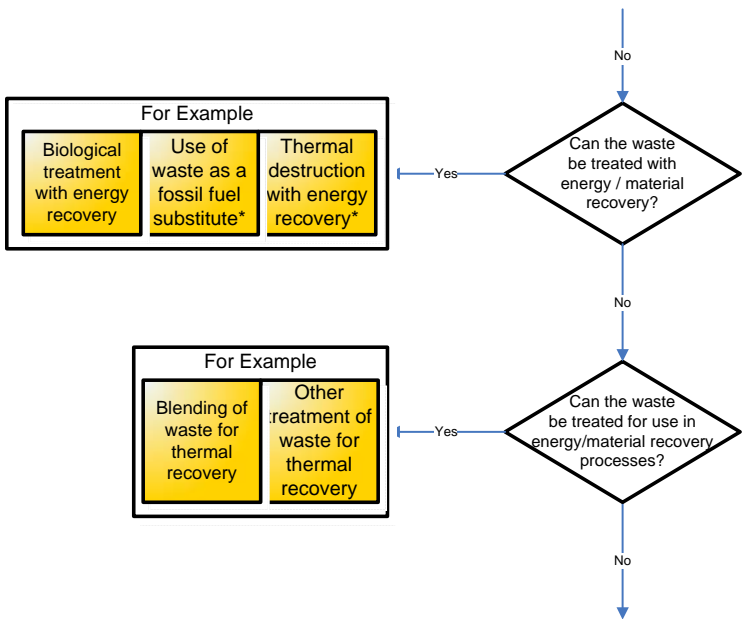 No
For Example
Biological
treatment
with energy
recovery
Use of
waste as a
fossil fuel
substitute*
Thermal
destruction
with energy
recovery*
Yes
Can the waste
be treated with
energy / material
recovery?
No
For Example
Blending of
waste for
thermal
recovery
Other
treatment of
waste for
thermal
recovery
Yes
Can the waste
be treated for use in
energy/material recovery
processes?
No